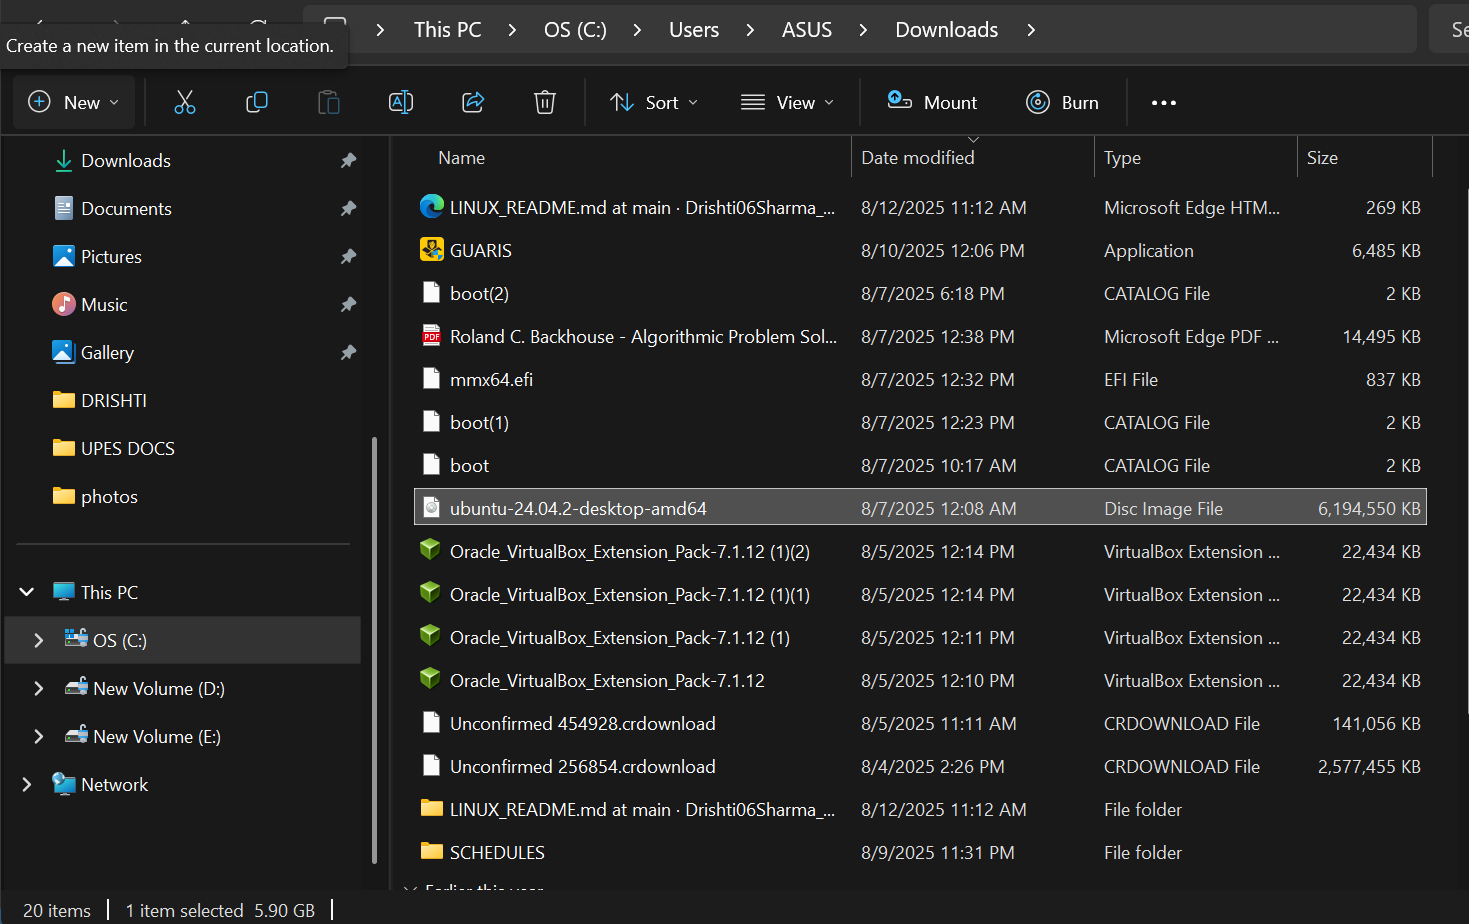 This PC OS (C:) Users ASUS Downloads Se
Create a new item in the current location.
New Sort View Mount Burn
Downloads
Documents
Pictures
Music
Gallery
DRISHTI
UPES DOCS
photos
This PC
OS (C:)
New Volume (D:)
New Volume (E:)
Network
Name Date modified Type Size
LINUX_README.md at main · Drishti06Sharma_... 8/12/2025 11:12 AM Microsoft Edge HTM... 269 KB
GUARIS 8/10/2025 12:06 PM Application 6,485 KB
boot(2) 8/7/2025 6:18 PM CATALOG File 2 KB
PDF Roland C. Backhouse - Algorithmic Problem Sol... 8/7/2025 12:38 PM Microsoft Edge PDF ... 14,495 KB
mmx64.efi 8/7/2025 12:32 PM EFI File 837 KB
boot(1) 8/7/2025 12:23 PM CATALOG File 2 KB
boot 8/7/2025 10:17 AM CATALOG File 2 KB
ubuntu-24.04.2-desktop-amd64 8/7/2025 12:08 AM Disc Image File 6,194,550 KB
Oracle_VirtualBox_Extension_Pack-7.1.12 (1)(2) 8/5/2025 12:14 PM VirtualBox Extension ... 22,434 KB
Oracle_VirtualBox_Extension_Pack-7.1.12 (1)(1) 8/5/2025 12:14 PM VirtualBox Extension ... 22,434 KB
Oracle_VirtualBox_Extension_Pack-7.1.12 (1) 8/5/2025 12:11 PM VirtualBox Extension ... 22,434 KB
Oracle_VirtualBox_Extension_Pack-7.1.12 8/5/2025 12:10 PM VirtualBox Extension ... 22,434 KB
Unconfirmed 454928.crdownload 8/5/2025 11:11 AM CRDOWNLOAD File 141,056 KB
Unconfirmed 256854.crdownload 8/4/2025 2:26 PM CRDOWNLOAD File 2,577,455 KB
LINUX_README.md at main · Drishti06Sharma_... 8/12/2025 11:12 AM File folder
SCHEDULES 8/9/2025 11:31 PM File folder
Earlier this year
20 items 1 item selected 5.90 GB